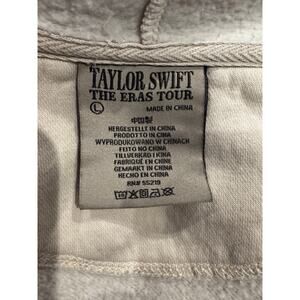 TAYLOR SWIFT
THE ERAS TOUR
L MADE IN CHINA
中国製
HERGESTELLT IN CHINA
PRODOTTO IN CINA
WYPRODUKOWANO W CHINACH
FEITO NO CHINA
TILLVERKAD I KINA
FABRIQUÉ EN CHINE
GEMAAKT IN CHINA
HECHO EN CHINA
RN# 55219